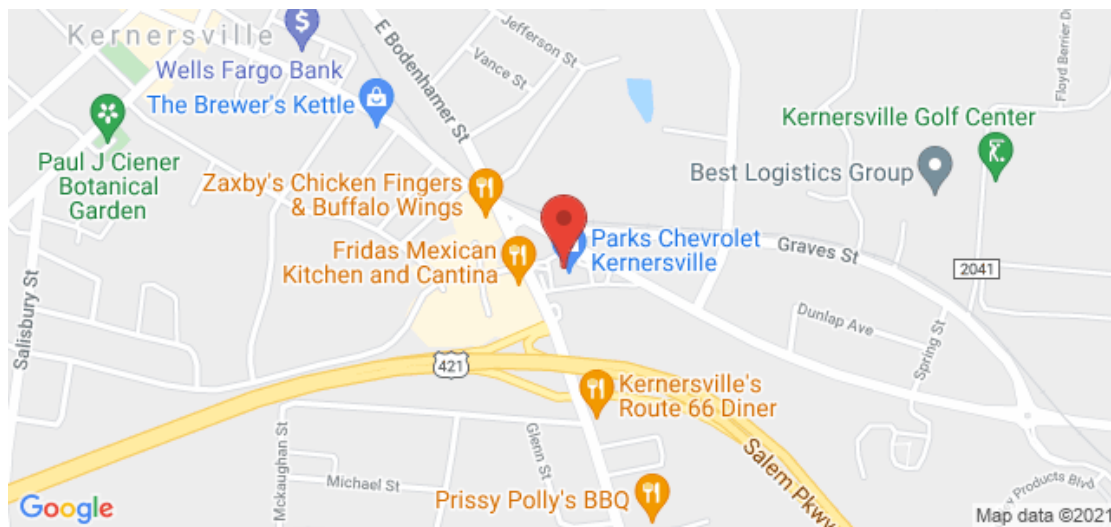 Kernersville
Wells Fargo Bank
The Brewer's Kettle
Paul J Ciener
Botanical
Garden
E Bodenhamer St
Jefferson St
Vance St
Floyd Berrier D
Kernersville Golf Center
Best Logistics Group
Zaxby's Chicken Fingers
& Buffalo Wings
Fridas Mexican
Kitchen and Cantina
Parks Chevrolet
Kernersville
Graves St
2041
Salisbury St
Dunlap Ave
Spring St
421
Kernersville's
Route 66 Diner
Salem Pkwy
Mckaughan St
Michael St
Glenn St
Prissy Polly's BBQ
Products Blvd
Google
Map data ©2021